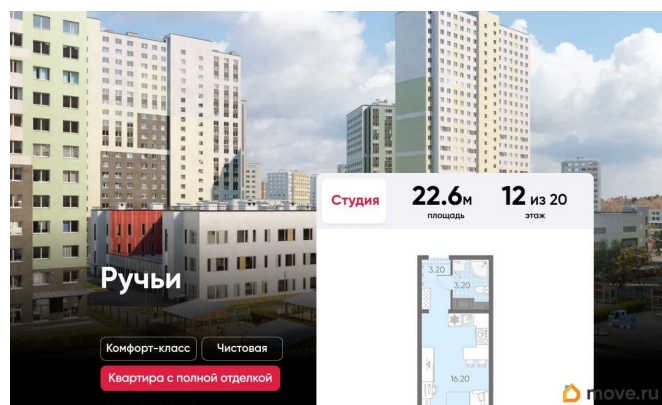 Студия
22.6м
площадь
12 из 20
этаж
3.20
3.20
16.20
Ручьи
Комфорт-класс
Чистовая
Квартира с полной отделкой
move.ru